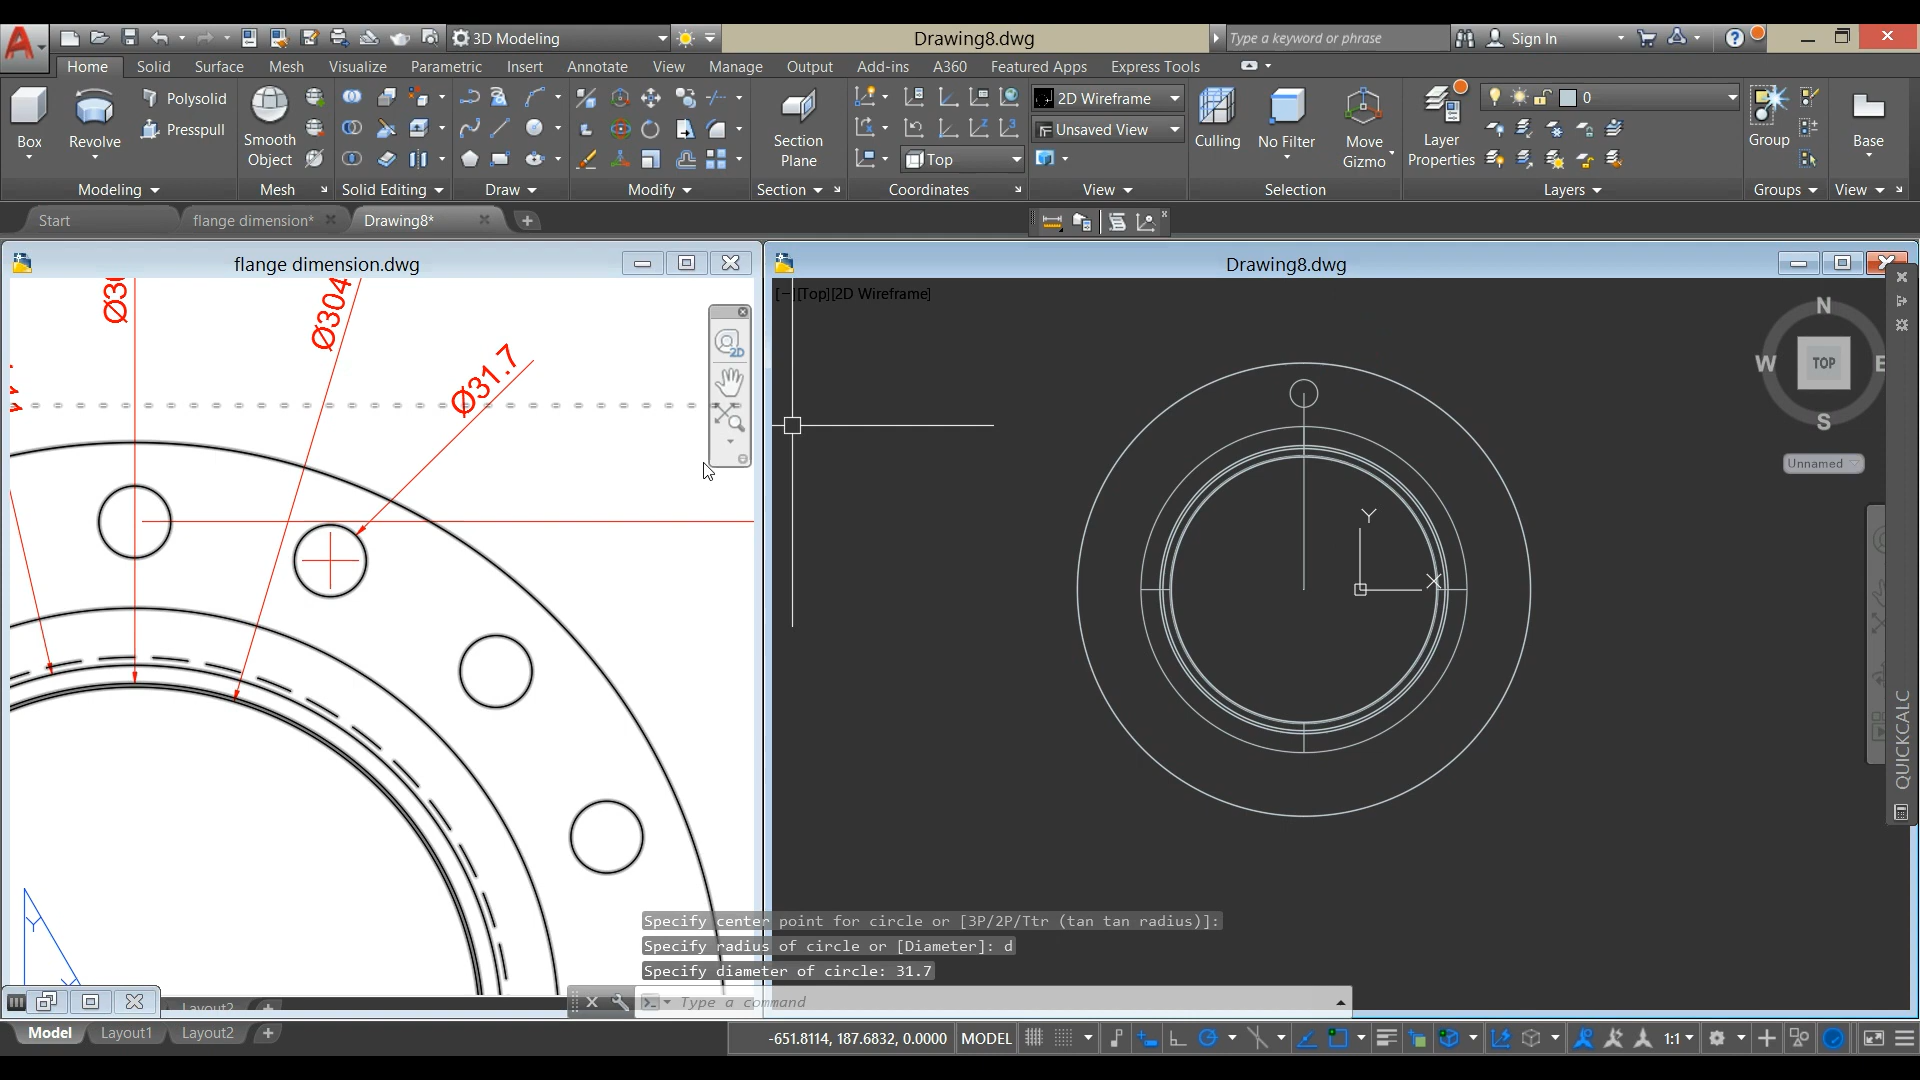 3D Modeling
Drawing8.dwg
Type a keyword or phrase
Sign In
Home
Solid
Surface
Mesh
Visualize
Parametric
Insert
Annotate
View
Manage
Output
Add-ins
A360
Featured Apps
Express Tools
Box
Revolve
Polysolid
Presspull
Smooth
Object
Section
Plane
Top
2D Wireframe
Unsaved View
Culling
No Filter
Move
Gizmo
Layer
Properties
0
Group
Base
Modeling
Mesh
Solid Editing
Draw
Modify
Section
Coordinates
View
Selection
Layers
Groups
View
Start
flange dimension*
Drawing8*
flange dimension.dwg
Drawing8.dwg
[−][Top][2D Wireframe]
Ø304
Ø31.7
2D
N
W
TOP
E
S
Unnamed
Y
X
Y
QUICKCALC
Specify center point for circle or [3P/2P/Ttr (tan tan radius)]:
Specify radius of circle or [Diameter]: d
Specify diameter of circle: 31.7
Type a command
Layout2
Model
Layout1
Layout2
-651.8114, 187.6832, 0.0000
MODEL
1:1